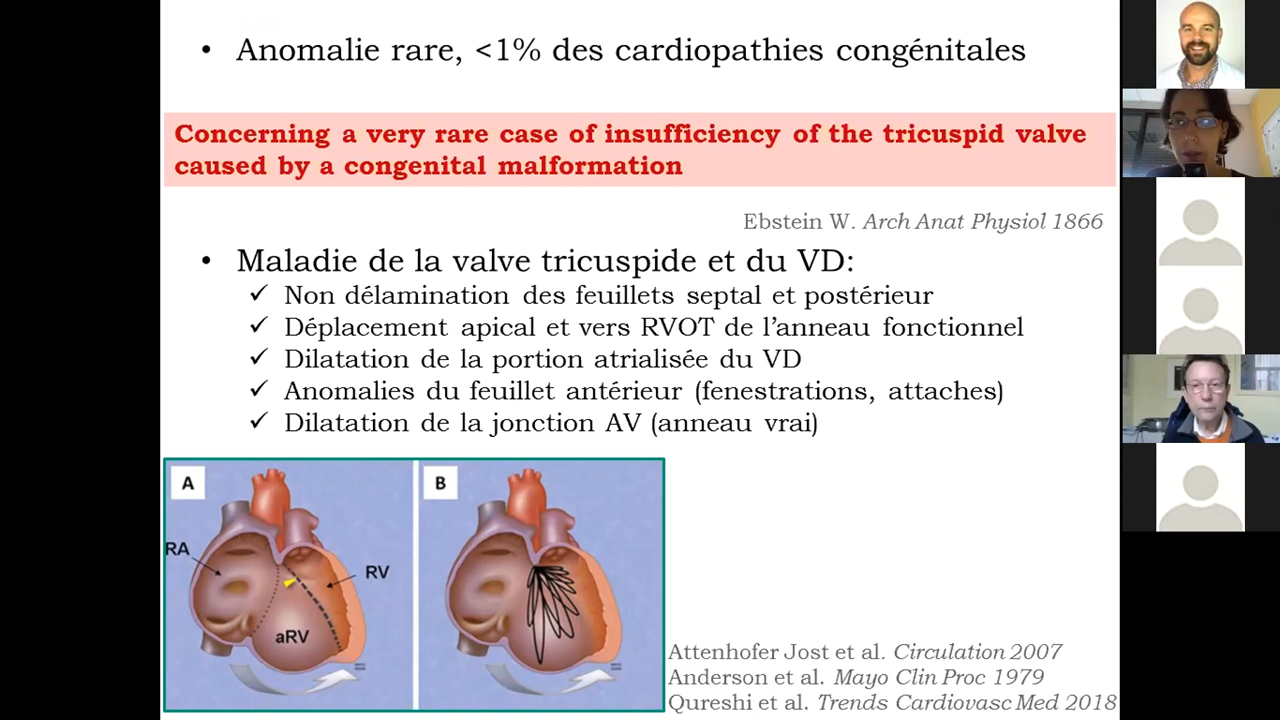 • Anomalie rare, <1% des cardiopathies congénitales
Concerning a very rare case of insufficiency of the tricuspid valve
caused by a congenital malformation
Ebstein W. Arch Anat Physiol 1866
• Maladie de la valve tricuspide et du VD:
✓ Non délamination des feuillets septal et postérieur
✓ Déplacement apical et vers RVOT de l’anneau fonctionnel
✓ Dilatation de la portion atrialisée du VD
✓ Anomalies du feuillet antérieur (fenestrations, attaches)
✓ Dilatation de la jonction AV (anneau vrai)
A
B
RA
RV
aRV
Attenhofer Jost et al. Circulation 2007
Anderson et al. Mayo Clin Proc 1979
Qureshi et al. Trends Cardiovasc Med 2018